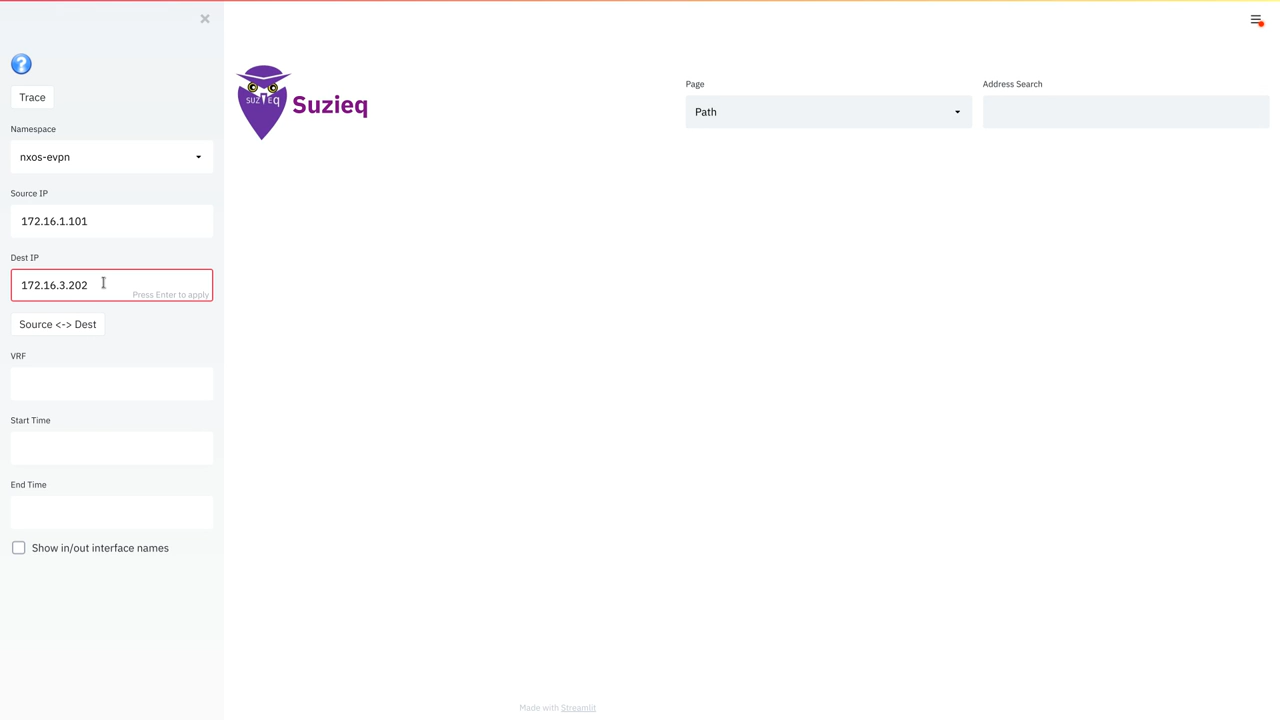 ×
?
Trace
Namespace
nxos-evpn
Source IP
172.16.1.101
Dest IP
172.16.3.202
Press Enter to apply
Source <-> Dest
VRF
Start Time
End Time
Show in/out interface names
SUZIEQ
Suzieq
Page
Path
Address Search
Made with Streamlit